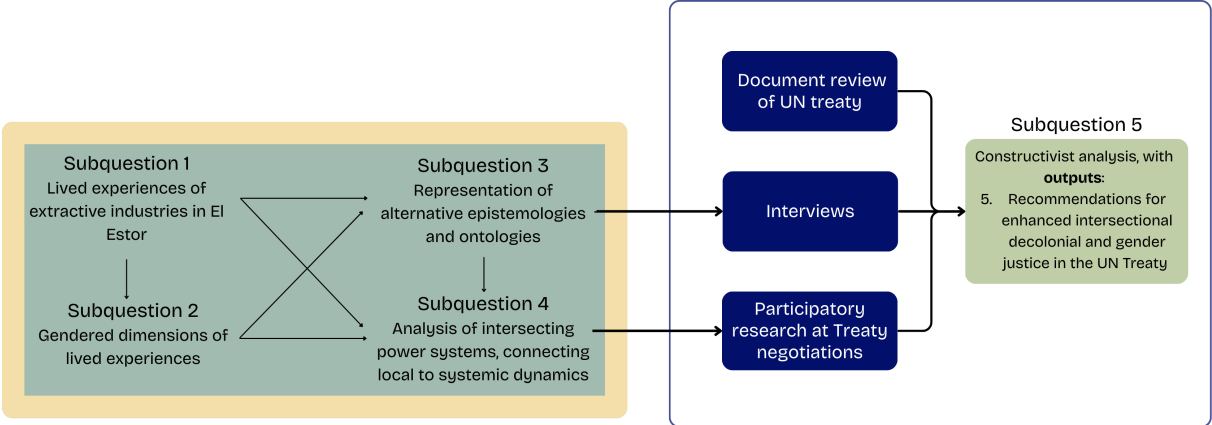 Subquestion 1
Lived experiences of
extractive industries in El
Estor
Subquestion 2
Gendered dimensions of
lived experiences
Subquestion 3
Representation of
alternative epistemologies
and ontologies
Subquestion 4
Analysis of intersecting
power systems, connecting
local to systemic dynamics
Document review
of UN treaty
Interviews
Participatory
research at Treaty
negotiations
Subquestion 5
Constructivist analysis, with
outputs:
5. Recommendations for
enhanced intersectional
decolonial and gender
justice in the UN Treaty